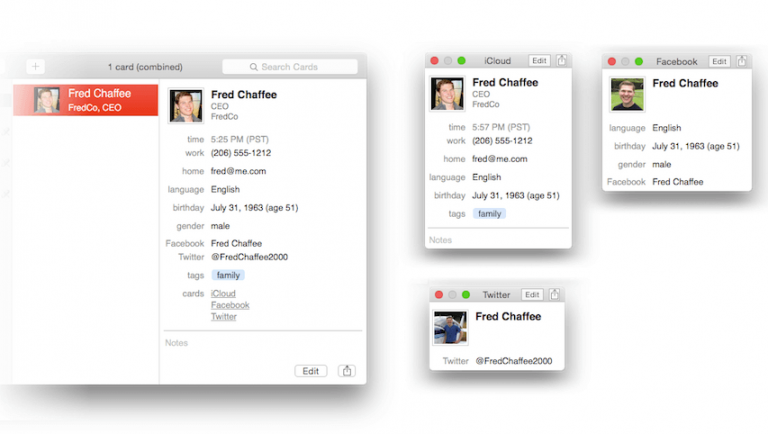 1 card (combined)
Search Cards
Fred Chaffee
FredCo, CEO
Fred Chaffee
CEO
FredCo
time 5:25 PM (PST)
work (206) 555-1212
home fred@me.com
language English
birthday July 31, 1963 (age 51)
gender male
Facebook Fred Chaffee
Twitter @FredChaffee2000
tags family
cards iCloud
Facebook
Twitter
Notes
Edit
iCloud Edit
Fred Chaffee
CEO
FredCo
time 5:57 PM (PST)
work (206) 555-1212
home fred@me.com
language English
birthday July 31, 1963 (age 51)
tags family
Notes
Facebook Edit
Fred Chaffee
language English
birthday July 31, 1963 (age 51)
gender male
Facebook Fred Chaffee
Twitter Edit
Fred Chaffee
Twitter @FredChaffee2000